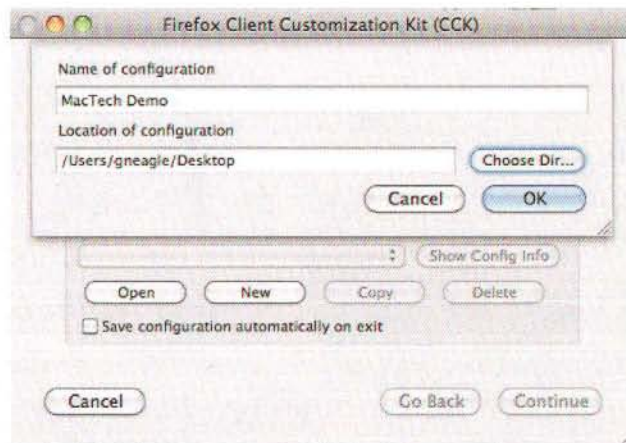 Firefox Client Customization Kit (CCK)
Name of configuration
MacTech Demo
Location of configuration
/Users/gneagle/Desktop
Choose Dir...
Cancel
OK
Show Config Info
Open
New
Copy
Delete
Save configuration automatically on exit
Cancel
Go Back
Continue